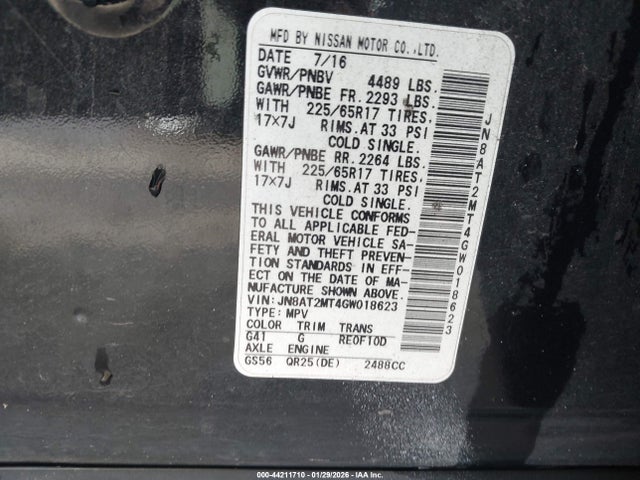 MFD BY NISSAN MOTOR CO.,LTD.
DATE 7/16
GVWR/PNBV 4489 LBS.
GAWR/PNBE FR. 2293 LBS.
WITH 225/65R17 TIRES.
17×7J RIMS.AT 33 PSI
COLD SINGLE.
GAWR/PNBE RR. 2264 LBS.
WITH 225/65R17 TIRES.
17×7J RIMS.AT 33 PSI
COLD SINGLE.
THIS VEHICLE CONFORMS
TO ALL APPLICABLE FED-
ERAL MOTOR VEHICLE SA-
FETY AND THEFT PREVEN-
TION STANDARDS IN EFF-
ECT ON THE DATE OF MA-
NUFACTURE SHOWN ABOVE.
VIN: JN8AT2MT4GW018623
TYPE: MPV
COLOR TRIM TRANS
G41 G RE0F10D
AXLE ENGINE
GS56 QR25(DE) 2488CC
JN8AT2MT4GW018623
000-44211710 - 01/29/2026 - IAA Inc.